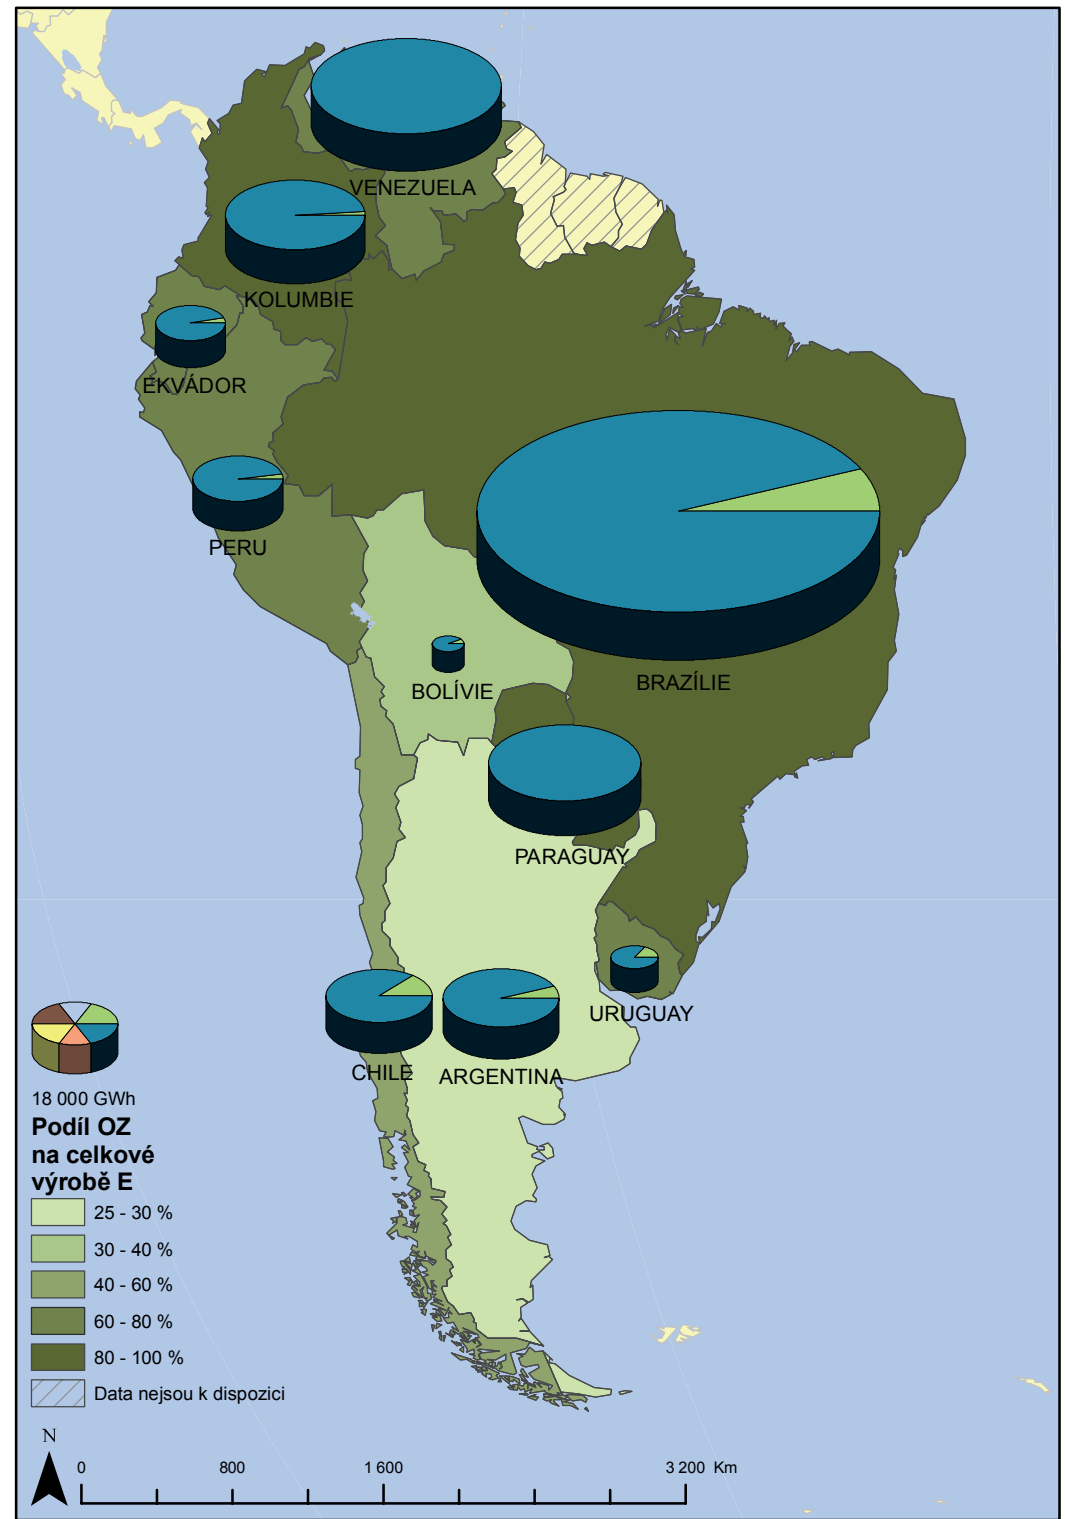 VENEZUELA
KOLUMBIE
EKVÁDOR
PERU
BOLÍVIE
BRAZÍLIE
PARAGUAY
URUGUAY
CHILE
ARGENTINA
18 000 GWh
Podíl OZ
na celkové
výrobě E
25 - 30 %
30 - 40 %
40 - 60 %
60 - 80 %
80 - 100 %
Data nejsou k dispozici
N
0 800 1 600 3 200 Km